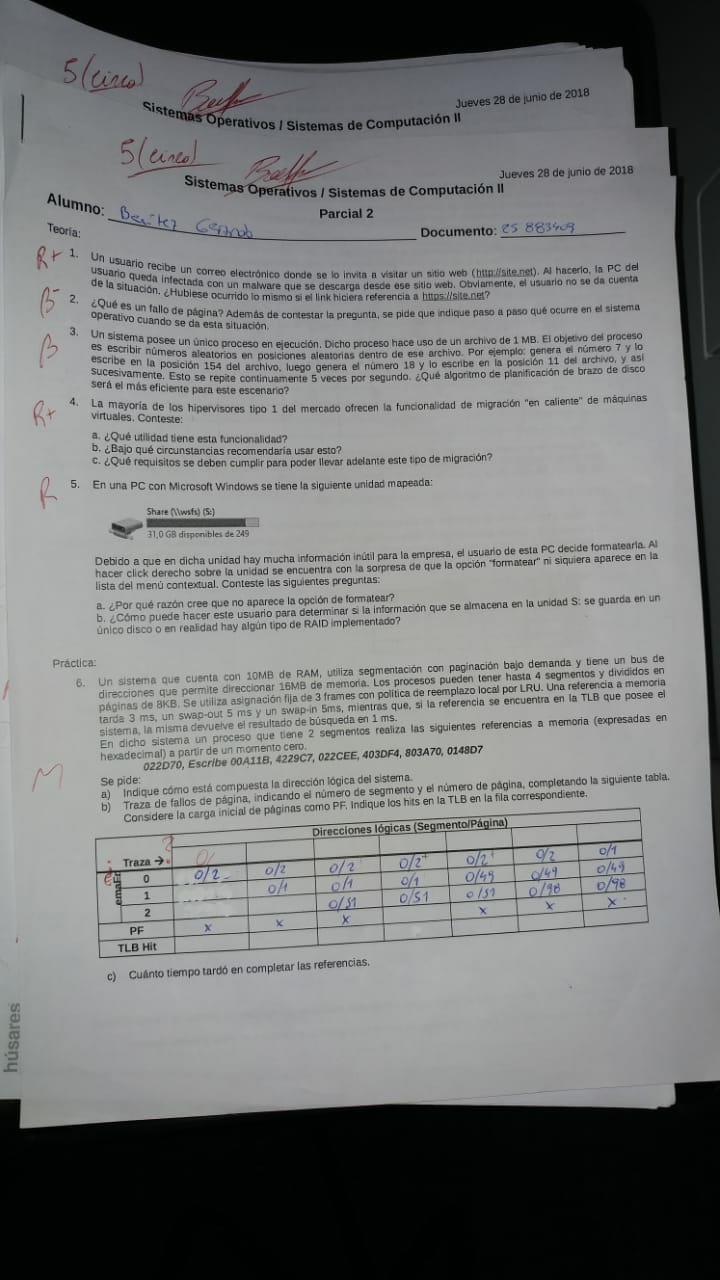 5 (cinco)
Jueves 28 de junio de 2018
Sistemas Operativos / Sistemas de Computación II
5 (cinco)
Jueves 28 de junio de 2018
Sistemas Operativos / Sistemas de Computación II
Parcial 2
Alumno: Benitez Documento: 25 883409
Teoría:
R+ 1. Un usuario recibe un correo electrónico donde se lo invita a visitar un sitio web (http://site.net). Al hacerlo, la PC del
usuario queda infectada con un malware que se descarga desde ese sitio web. Obviamente, el usuario no se da cuenta
de la situación. ¿Hubiese ocurrido lo mismo si el link hiciera referencia a https://site.net?
B- 2. ¿Qué es un fallo de página? Además de contestar la pregunta, se pide que indique paso a paso qué ocurre en el sistema
operativo cuando se da esta situación.
B 3. Un sistema posee un único proceso en ejecución. Dicho proceso hace uso de un archivo de 1 MB. El objetivo del proceso
es escribir números aleatorios en posiciones aleatorias dentro de ese archivo. Por ejemplo: genera el número 7 y lo
escribe en la posición 154 del archivo, luego genera el número 18 y lo escribe en la posición 11 del archivo, y así
sucesivamente. Esto se repite continuamente 5 veces por segundo. ¿Qué algoritmo de planificación de brazo de disco
será el más eficiente para este escenario?
R+ 4. La mayoría de los hipervisores tipo 1 del mercado ofrecen la funcionalidad de migración "en caliente" de máquinas
virtuales. Conteste:
a. ¿Qué utilidad tiene esta funcionalidad?
b. ¿Bajo qué circunstancias recomendaría usar esto?
c. ¿Qué requisitos se deben cumplir para poder llevar adelante este tipo de migración?
R 5. En una PC con Microsoft Windows se tiene la siguiente unidad mapeada:
Share (\\wsfs) (S:)
31,0 GB disponibles de 249
Debido a que en dicha unidad hay mucha información inútil para la empresa, el usuario de esta PC decide formatearla. Al
hacer click derecho sobre la unidad se encuentra con la sorpresa de que la opción "formatear" ni siquiera aparece en la
lista del menú contextual. Conteste las siguientes preguntas:
a. ¿Por qué razón cree que no aparece la opción de formatear?
b. ¿Cómo puede hacer este usuario para determinar si la información que se almacena en la unidad S: se guarda en un
único disco o en realidad hay algún tipo de RAID implementado?
Práctica:
6. Un sistema que cuenta con 10MB de RAM, utiliza segmentación con paginación bajo demanda y tiene un bus de
direcciones que permite direccionar 16MB de memoria. Los procesos pueden tener hasta 4 segmentos y divididos en
páginas de 8KB. Se utiliza asignación fija de 3 frames con política de reemplazo local por LRU. Una referencia a memoria
tarda 3 ms, un swap-out 5 ms y un swap-in 5ms, mientras que, si la referencia se encuentra en la TLB que posee el
sistema, la misma devuelve el resultado de búsqueda en 1 ms.
En dicho sistema un proceso que tiene 2 segmentos realiza las siguientes referencias a memoria (expresadas en
hexadecimal) a partir de un momento cero.
022D70, Escribe 00A11B, 4229C7, 022CEE, 403DF4, 803A70, 0148D7
M Se pide:
a) Indique cómo está compuesta la dirección lógica del sistema.
b) Traza de fallos de página, indicando el número de segmento y el número de página, completando la siguiente tabla.
Considere la carga inicial de páginas como PF. Indique los hits en la TLB en la fila correspondiente.
Direcciones lógicas (Segmento/Página)
Traza →
0 0/2 0/2 0/2 0/2 0/2 0/2 0/1
1 0/1 0/1 0/1 0/49 0/49 0/49
2 0/51 0/51 0/51 0/98 0/98
PF x x x x x x
TLB Hit
c) Cuánto tiempo tardó en completar las referencias.
húsares